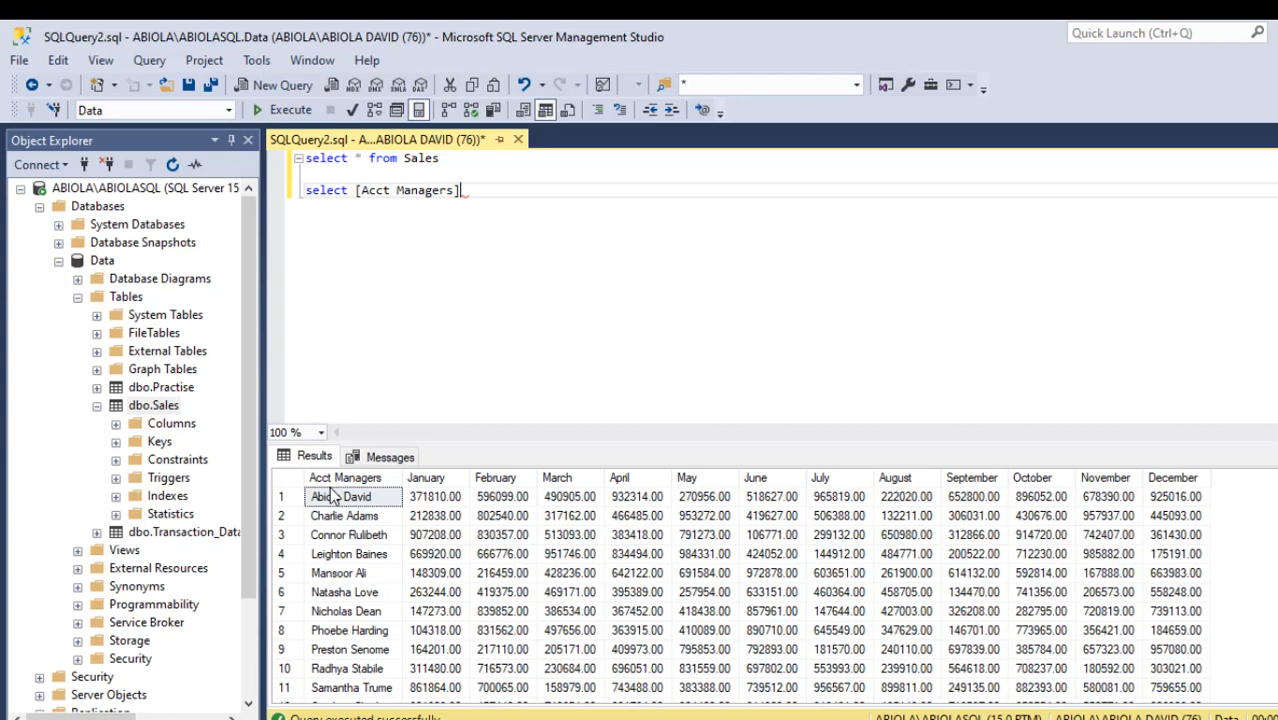 SQLQuery2.sql - ABIOLA\ABIOLASQL.Data (ABIOLA\ABIOLA DAVID (76))* - Microsoft SQL Server Management Studio
Quick Launch (Ctrl+Q)
File Edit View Query Project Tools Window Help
New Query
Data Execute
Object Explorer
SQLQuery2.sql - A...ABIOLA DAVID (76))*
Connect
ABIOLA\ABIOLASQL (SQL Server 15
Databases
System Databases
Database Snapshots
Data
Database Diagrams
Tables
System Tables
FileTables
External Tables
Graph Tables
dbo.Practise
dbo.Sales
Columns
Keys
Constraints
Triggers
Indexes
Statistics
dbo.Transaction_Data
Views
External Resources
Synonyms
Programmability
Service Broker
Storage
Security
Security
Server Objects
select * from Sales
select [Acct Managers]
100 %
Results Messages
Acct Managers January February March April May June July August September October November December
1 David 371810.00 596099.00 490905.00 932314.00 270956.00 518627.00 965819.00 222020.00 652800.00 896052.00 678390.00 925016.00
2 Charlie Adams 212838.00 802540.00 317162.00 466485.00 953272.00 419627.00 506388.00 132211.00 306031.00 430676.00 957937.00 445093.00
3 Connor Rulibeth 907208.00 830357.00 513093.00 383418.00 791273.00 106771.00 299132.00 650980.00 312866.00 914720.00 742407.00 361430.00
4 Leighton Baines 669920.00 666776.00 951746.00 834494.00 984331.00 424052.00 144912.00 484771.00 200522.00 712230.00 985882.00 175191.00
5 Mansoor Ali 148309.00 216459.00 428236.00 642122.00 691584.00 972878.00 603651.00 261900.00 614132.00 592814.00 167888.00 663983.00
6 Natasha Love 263244.00 419375.00 469171.00 395389.00 257954.00 633151.00 460364.00 458705.00 134470.00 741356.00 206573.00 558248.00
7 Nicholas Dean 147273.00 839852.00 386534.00 367452.00 418438.00 857961.00 147644.00 427003.00 326208.00 282795.00 720819.00 739113.00
8 Phoebe Harding 104318.00 831562.00 497656.00 363915.00 410089.00 890710.00 645549.00 347629.00 146701.00 773965.00 356421.00 184659.00
9 Preston Senome 164201.00 217110.00 205171.00 409973.00 795853.00 792893.00 181570.00 240110.00 697839.00 385784.00 657323.00 957080.00
10 Radhya Stabile 311480.00 716573.00 230684.00 696051.00 831559.00 697802.00 553993.00 239910.00 564618.00 708237.00 180592.00 303021.00
11 Samantha Trume 861864.00 700065.00 158979.00 743488.00 383388.00 739512.00 956567.00 899811.00 249135.00 882393.00 580081.00 759655.00
Query executed successfully.
ABIOLA\ABIOLASQL (15.0 RTM) ABIOLA\ABIOLA DAVID (76) Data